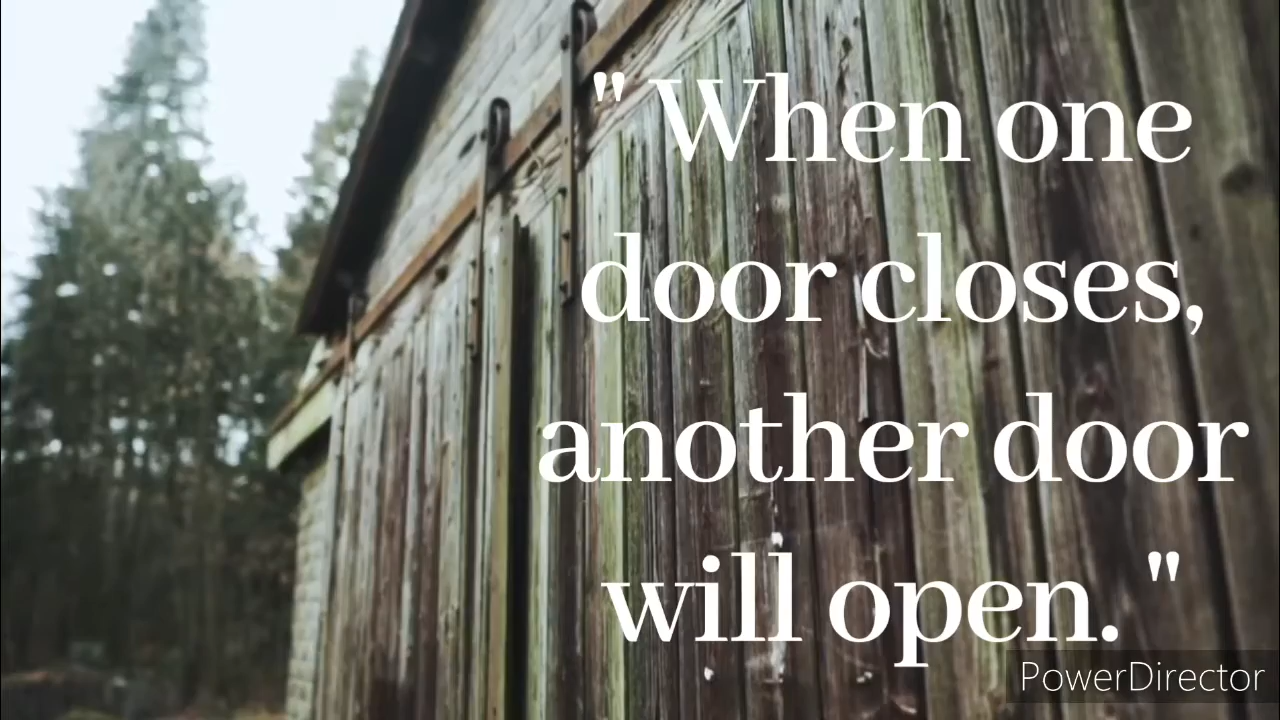 " When one
door closes,
another door
will open. "
PowerDirector